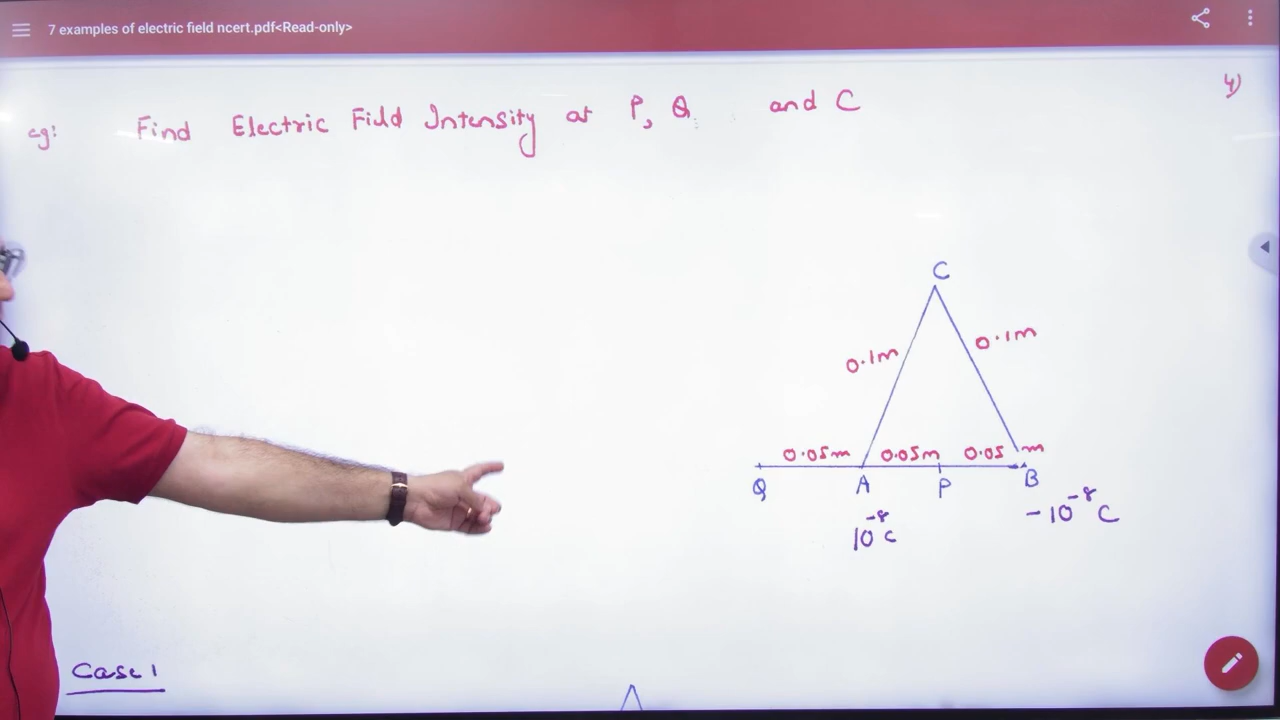 7 examples of electric field ncert.pdf<Read-only>
4)
eg: Find Electric Field Intensity at P, Q and C
C
0.1m 0.1m
0.05m 0.05m 0.05 m
Q A P B
10⁻⁸ C -10⁻⁸ C
Case 1